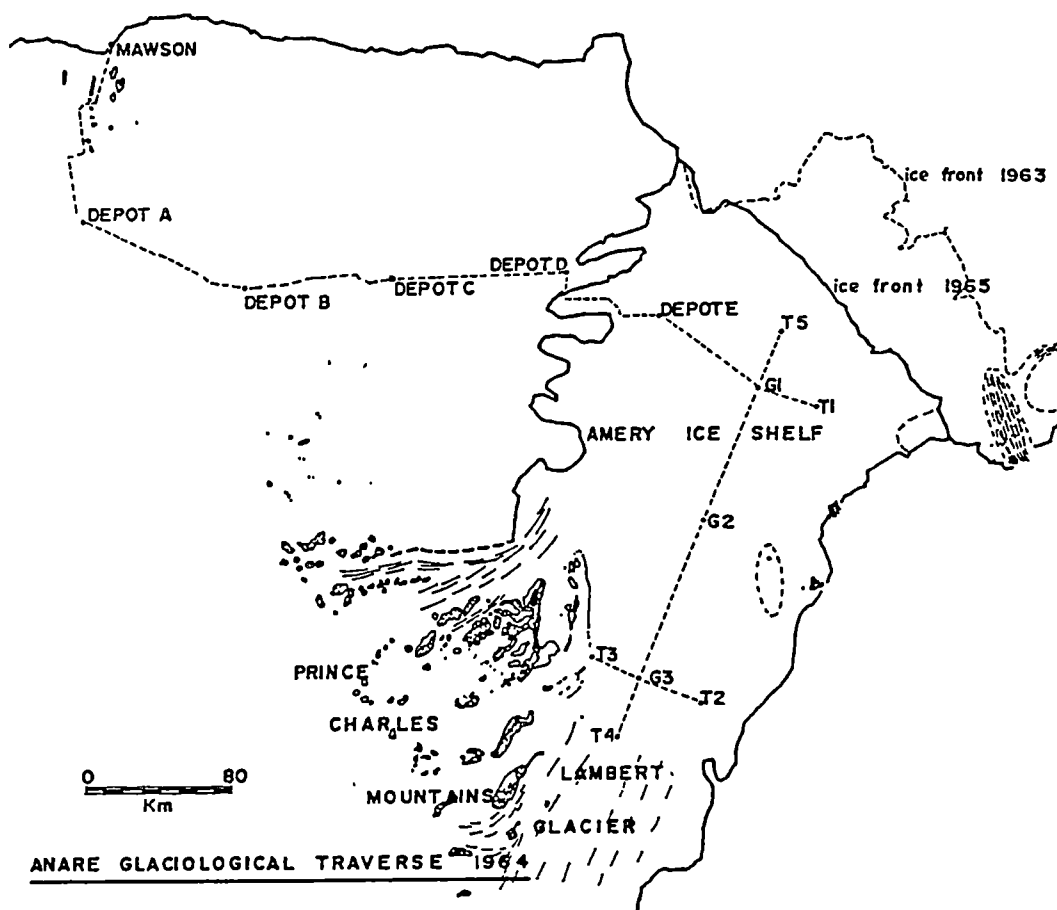 MAWSON
ice front 1963
DEPOT A
DEPOT D
DEPOT B
DEPOT C
ice front 1965
DEPOT E
T5
G1
T1
AMERY ICE SHELF
G2
T3
PRINCE
G3
T2
CHARLES
T4
0 80
LAMBERT
MOUNTAINS
Km
GLACIER
ANARE GLACIOLOGICAL TRAVERSE 1964